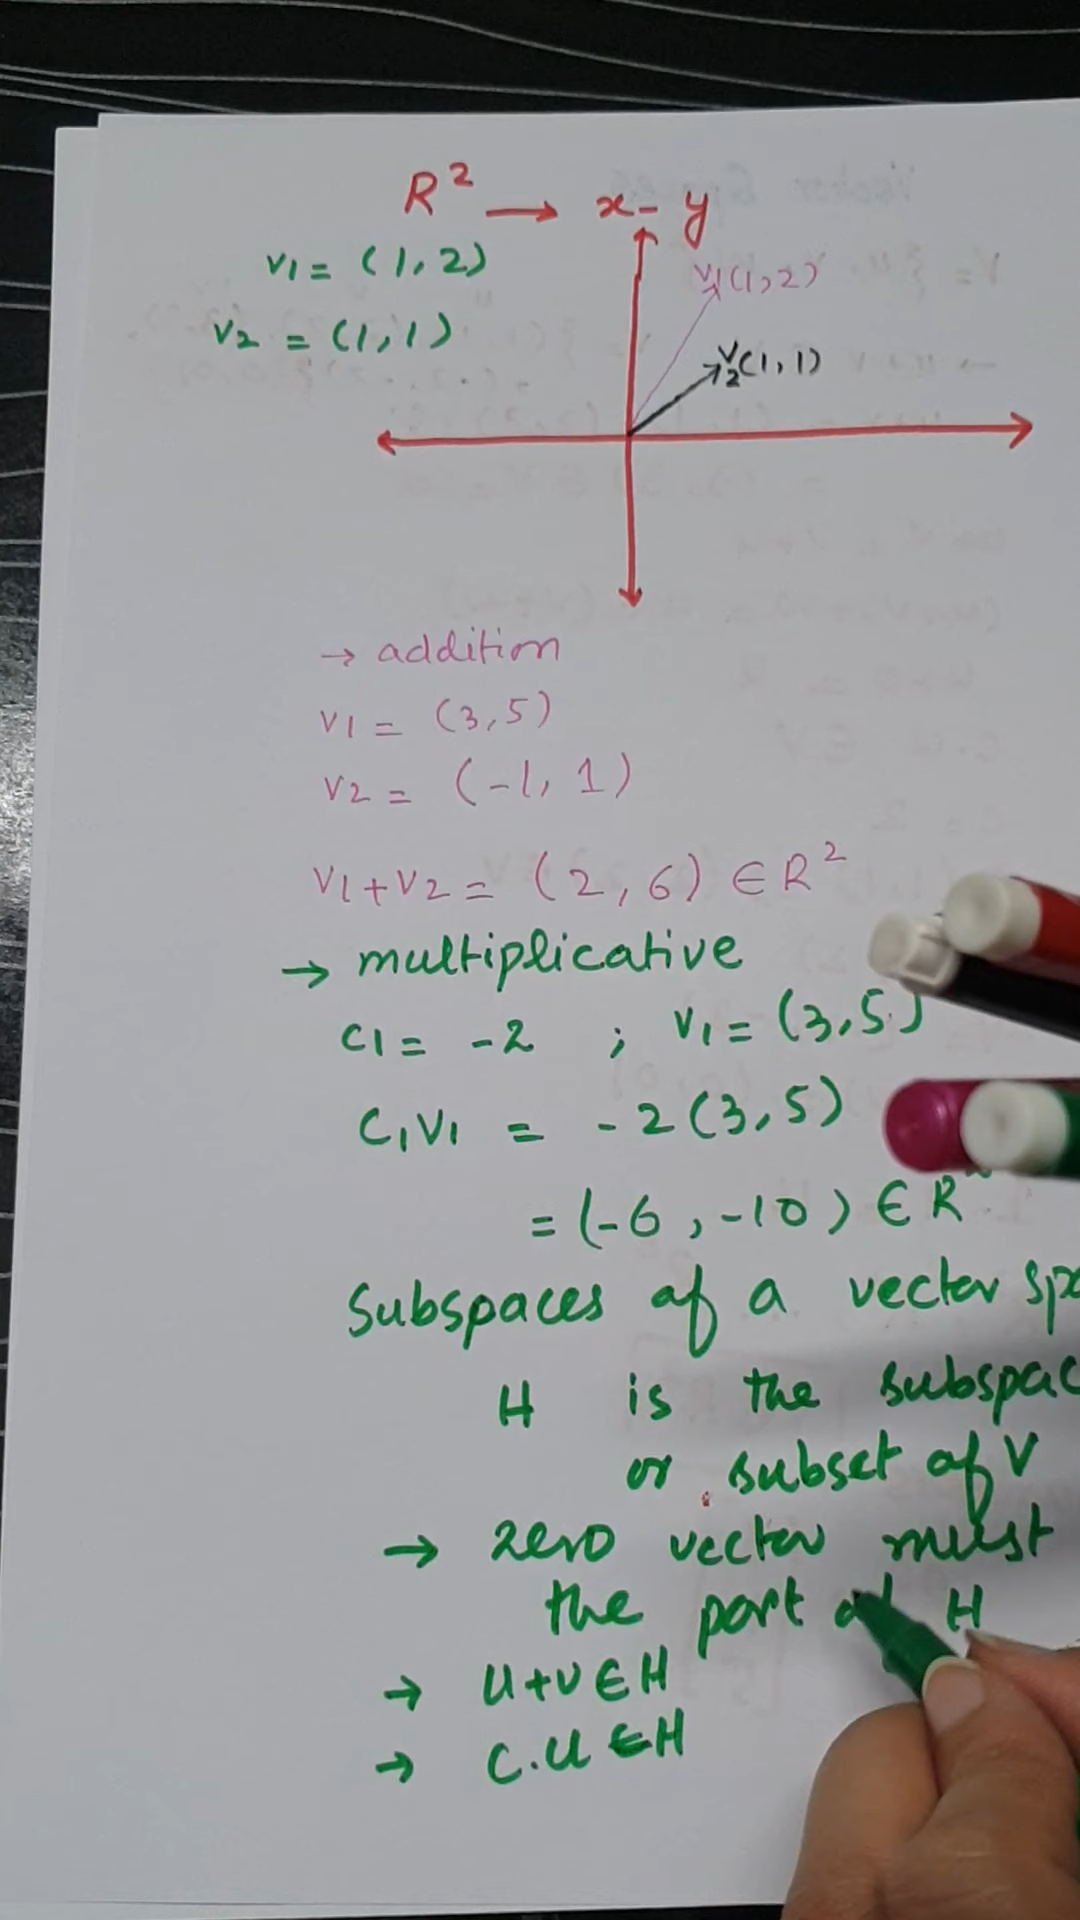 R² → x-y
v1 = (1,2)
v1(1,2)
v2 = (1,1)
v2(1,1)
→ addition
v1 = (3,5)
v2 = (-1, 1)
v1+v2 = (2,6) ∈ R²
→ multiplicative
c1 = -2 ; v1 = (3,5)
c1v1 = -2(3,5)
= (-6, -10) ∈ R
Subspaces of a vector
H is the
or subset of V
→ zero vector must
the part of H
→ u+v∈H
→ c.u∈H